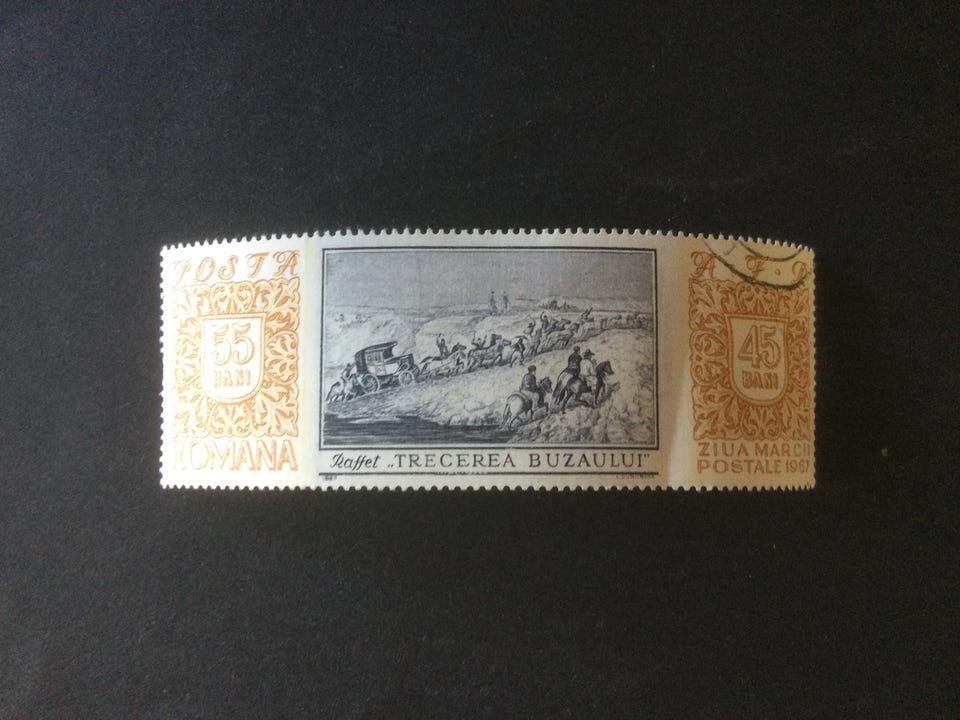 POSTA
55
BANI
ROMANA
Raffet „TRECEREA BUZAULUI"
A F
45
BANI
ZIUA MARCII
POSTALE 1967